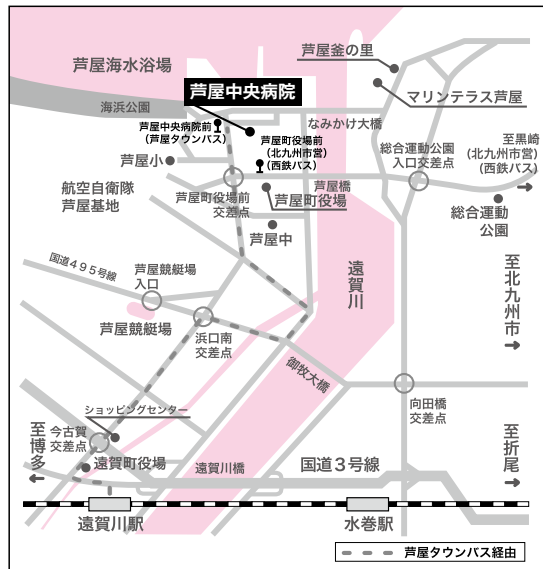 芦屋釜の里
芦屋海水浴場
芦屋中央病院
マリンテラス芦屋
海浜公園
なみかけ大橋
芦屋中央病院前
(芦屋タウンバス)
芦屋町役場前
(北九州市営)
(西鉄バス)
総合運動公園
入口交差点
至黒崎
(北九州市営)
(西鉄バス)
→
芦屋小
航空自衛隊
芦屋基地
芦屋町役場前
交差点
芦屋橋
芦屋町役場
総合運動
公園
芦屋中
国道495号線
芦屋競艇場
入口
遠賀川
至北九州市
→
芦屋競艇場
浜口南
交差点
御牧大橋
ショッピングセンター
向田橋
交差点
至博多
←
今古賀
交差点
至折尾
→
遠賀町役場
遠賀川橋
国道3号線
遠賀川駅
水巻駅
芦屋タウンバス経由